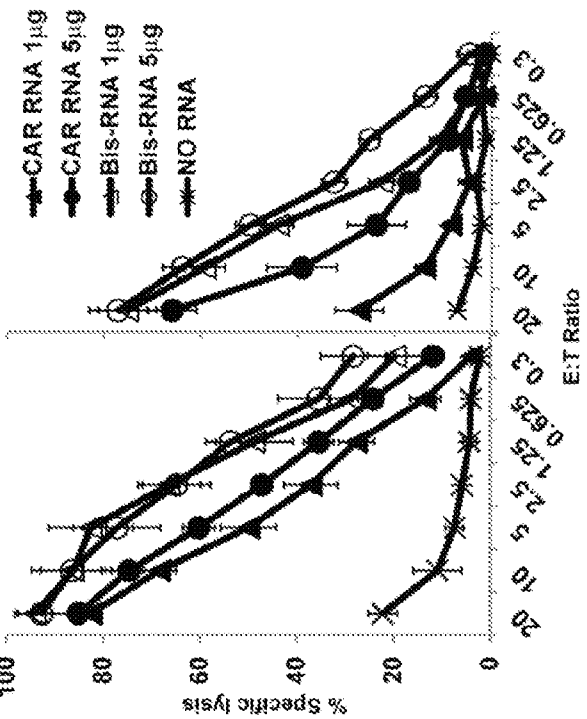 CAR RNA 1µg
CAR RNA 5µg
Bis-RNA 1µg
Bis-RNA 5µg
NO RNA
% Specific lysis
100
80
60
40
20
0
20 10 5 2.5 1.25 0.625 0.3
20 10 5 2.5 1.25 0.625 0.3
E:T Ratio